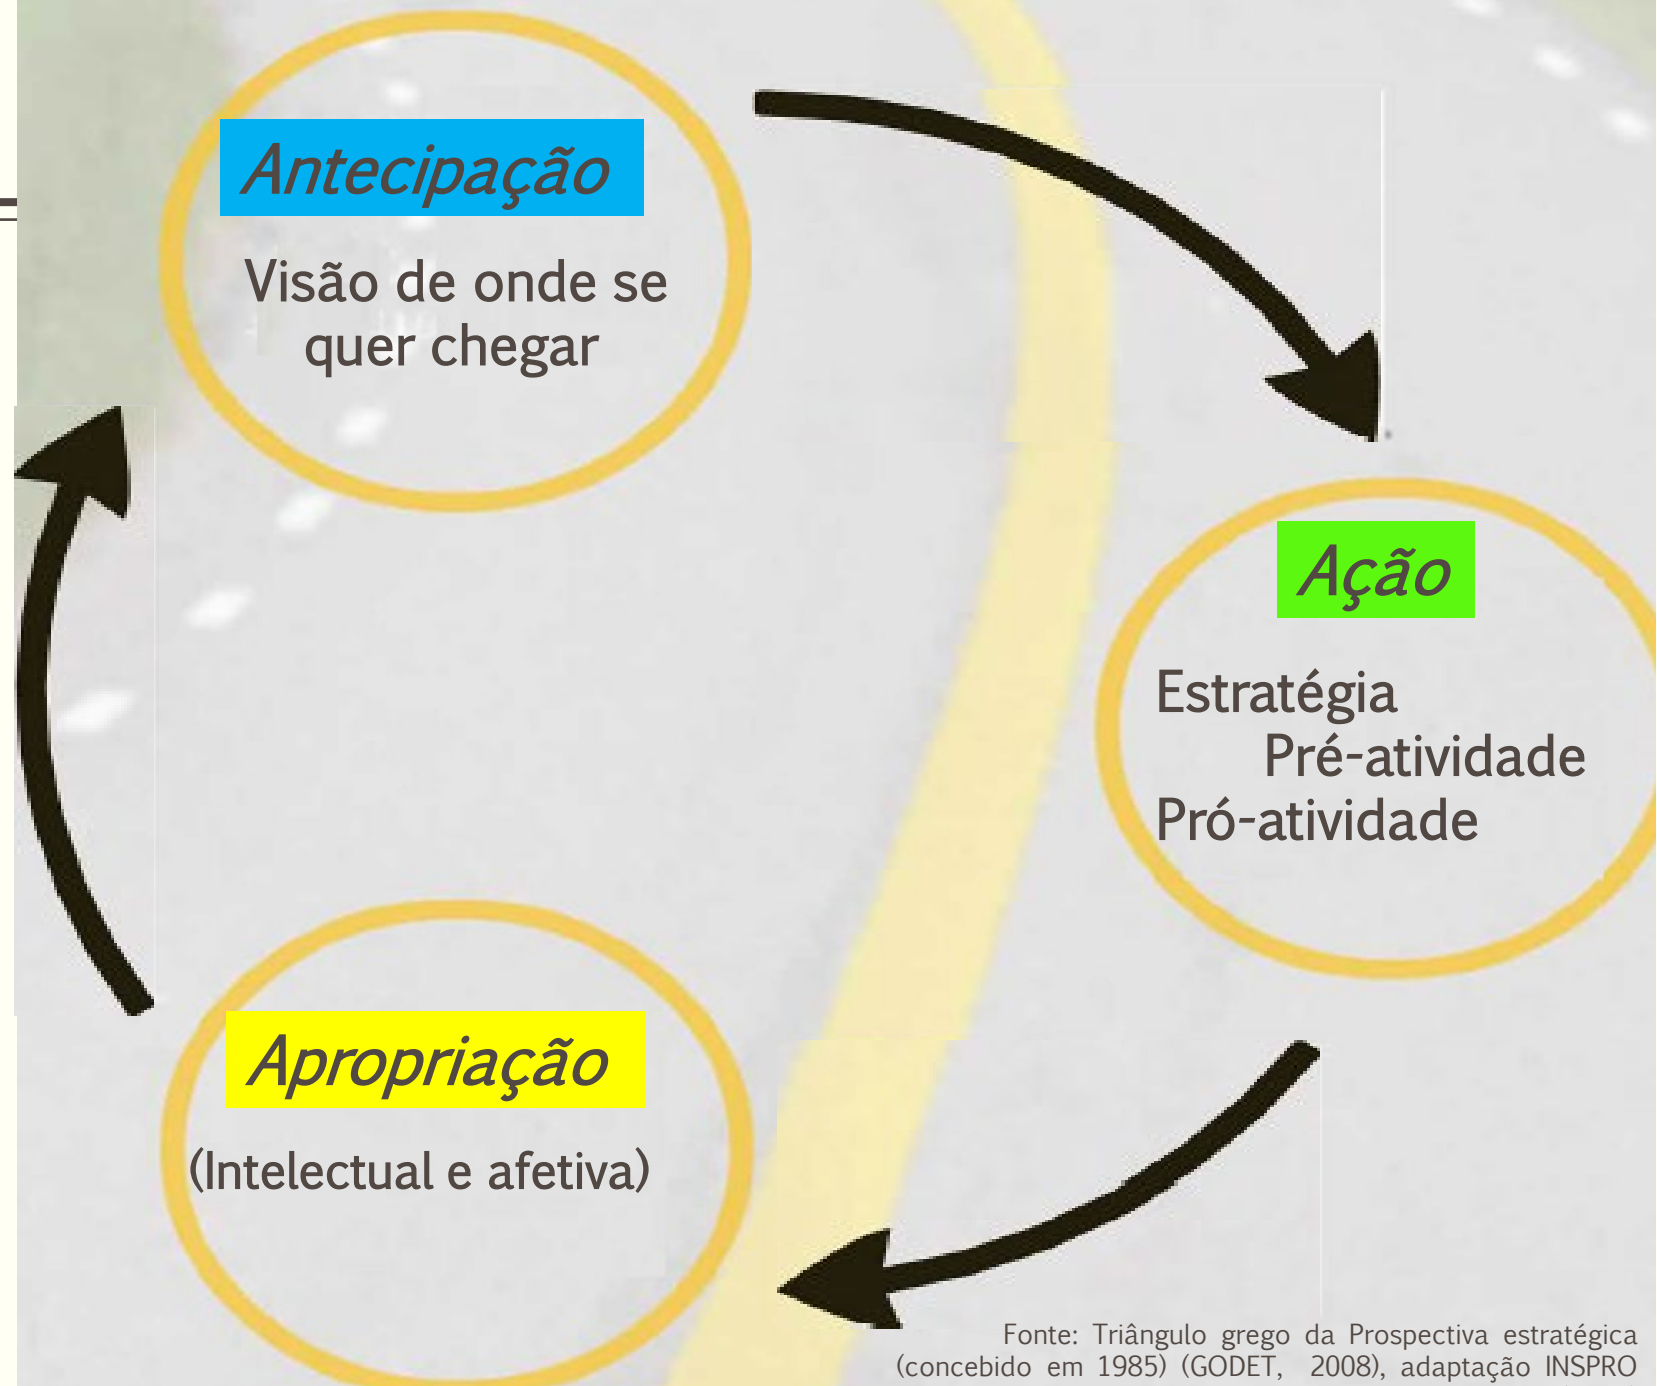 Antecipação
Visão de onde se
quer chegar
Ação
Estratégia
Pré-atividade
Pró-atividade
Apropriação
(Intelectual e afetiva)
Fonte: Triângulo grego da Prospectiva estratégica
(concebido em 1985) (GODET, 2008), adaptação INSPRO